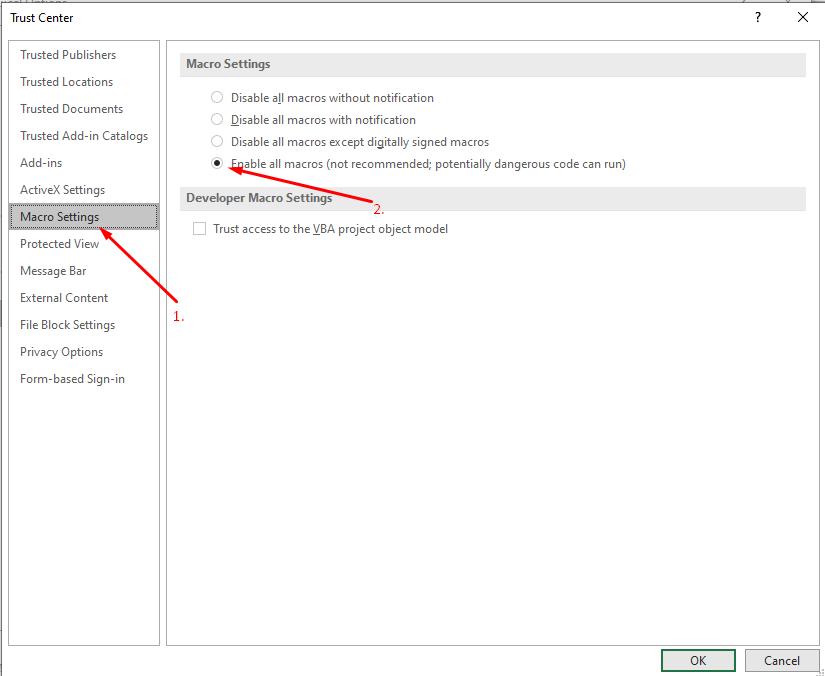 Trust Center
?
Trusted Publishers
Trusted Locations
Trusted Documents
Trusted Add-in Catalogs
Add-ins
ActiveX Settings
Macro Settings
Protected View
Message Bar
External Content
File Block Settings
Privacy Options
Form-based Sign-in
1.
Macro Settings
Disable all macros without notification
Disable all macros with notification
Disable all macros except digitally signed macros
Enable all macros (not recommended; potentially dangerous code can run)
2.
Developer Macro Settings
Trust access to the VBA project object model
OK
Cancel